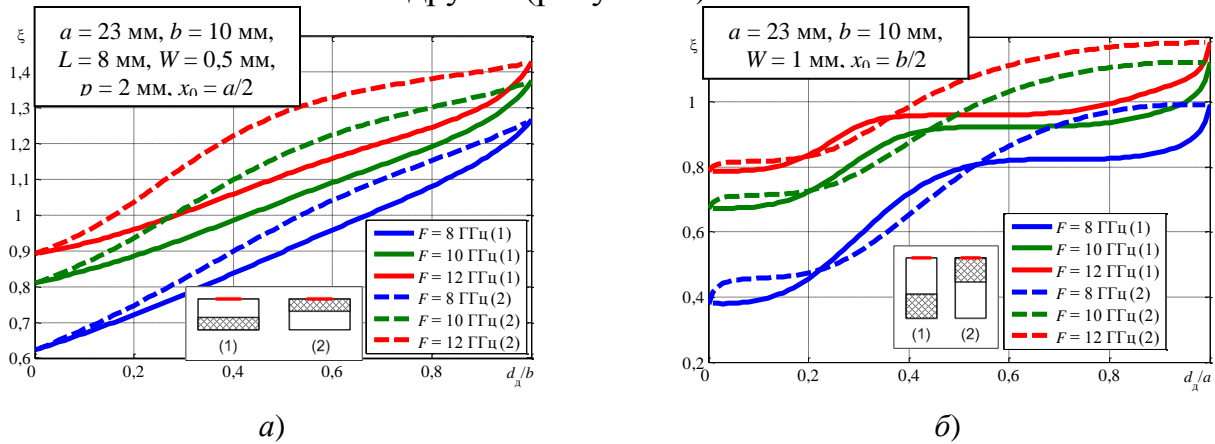 a = 23 мм, b = 10 мм,
L = 8 мм, W = 0,5 мм,
p = 2 мм, x₀ = a/2
ξ
1,4
1,3
1,2
1,1
1
0,9
0,8
0,7
0,6
0
0,2
0,4
0,6
0,8
dд/b
(1)
(2)
F = 8 ГГц (1)
F = 10 ГГц (1)
F = 12 ГГц (1)
F = 8 ГГц (2)
F = 10 ГГц (2)
F = 12 ГГц (2)
а)
a = 23 мм, b = 10 мм,
W = 1 мм, x₀ = b/2
ξ
1
0,8
0,6
0,4
0,2
0
0,2
0,4
0,6
0,8
dд/a
(1)
(2)
F = 8 ГГц (1)
F = 10 ГГц (1)
F = 12 ГГц (1)
F = 8 ГГц (2)
F = 10 ГГц (2)
F = 12 ГГц (2)
б)